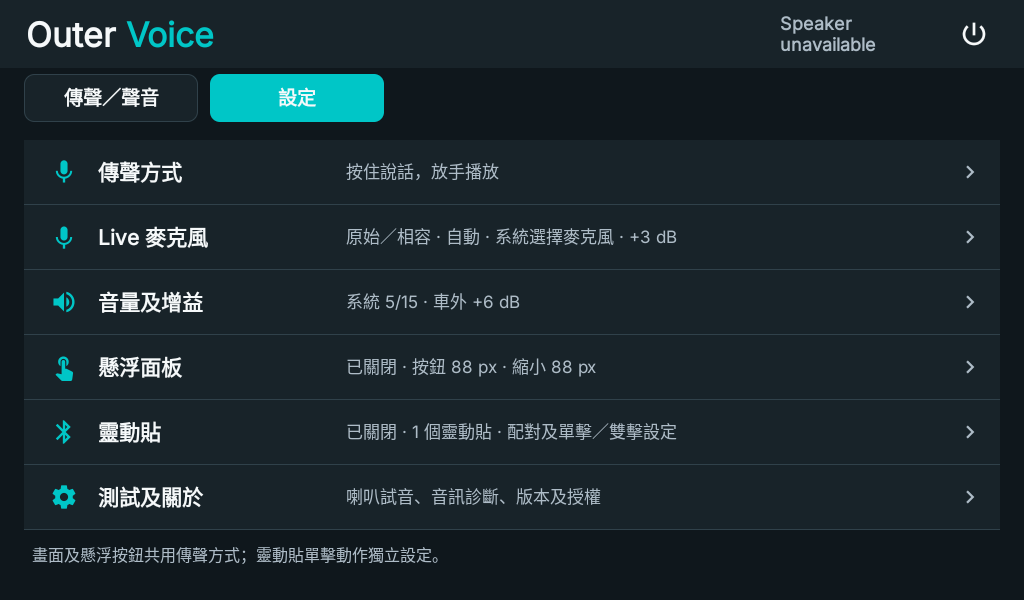 Outer Voice
Speaker
unavailable
傳聲／聲音
設定
傳聲方式
按住說話，放手播放
Live 麥克風
原始／相容 · 自動 · 系統選擇麥克風 · +3 dB
音量及增益
系統 5/15 · 車外 +6 dB
懸浮面板
已關閉 · 按鈕 88 px · 縮小 88 px
靈動貼
已關閉 · 1 個靈動貼 · 配對及單擊／雙擊設定
測試及關於
喇叭試音、音訊診斷、版本及授權
畫面及懸浮按鈕共用傳聲方式；靈動貼單擊動作獨立設定。